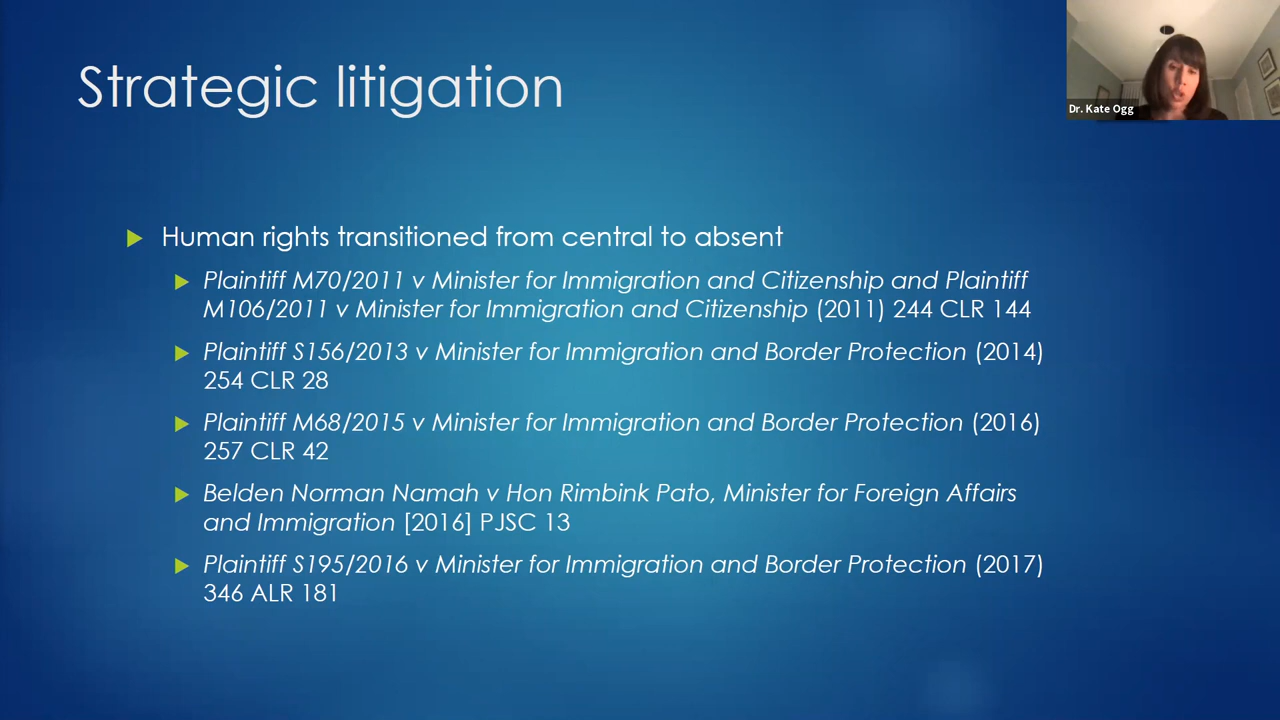 Strategic litigation
Dr. Kate Ogg
Human rights transitioned from central to absent
Plaintiff M70/2011 v Minister for Immigration and Citizenship and Plaintiff
M106/2011 v Minister for Immigration and Citizenship (2011) 244 CLR 144
Plaintiff S156/2013 v Minister for Immigration and Border Protection (2014)
254 CLR 28
Plaintiff M68/2015 v Minister for Immigration and Border Protection (2016)
257 CLR 42
Belden Norman Namah v Hon Rimbink Pato, Minister for Foreign Affairs
and Immigration [2016] PJSC 13
Plaintiff S195/2016 v Minister for Immigration and Border Protection (2017)
346 ALR 181